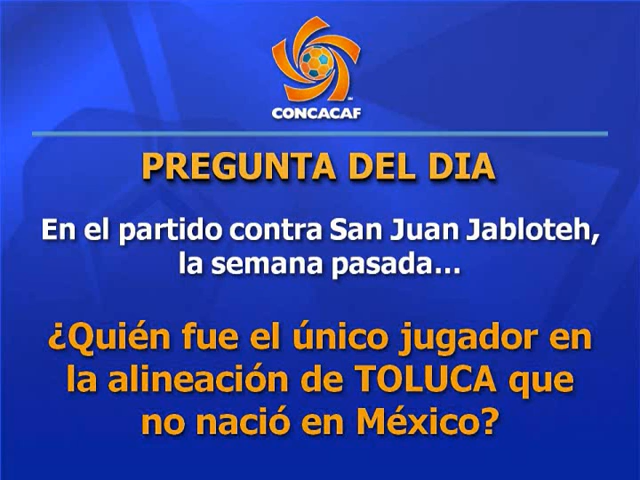 CONCACAF
PREGUNTA DEL DIA
En el partido contra San Juan Jabloteh,
la semana pasada...
¿Quién fue el único jugador en
la alineación de TOLUCA que
no nació en México?